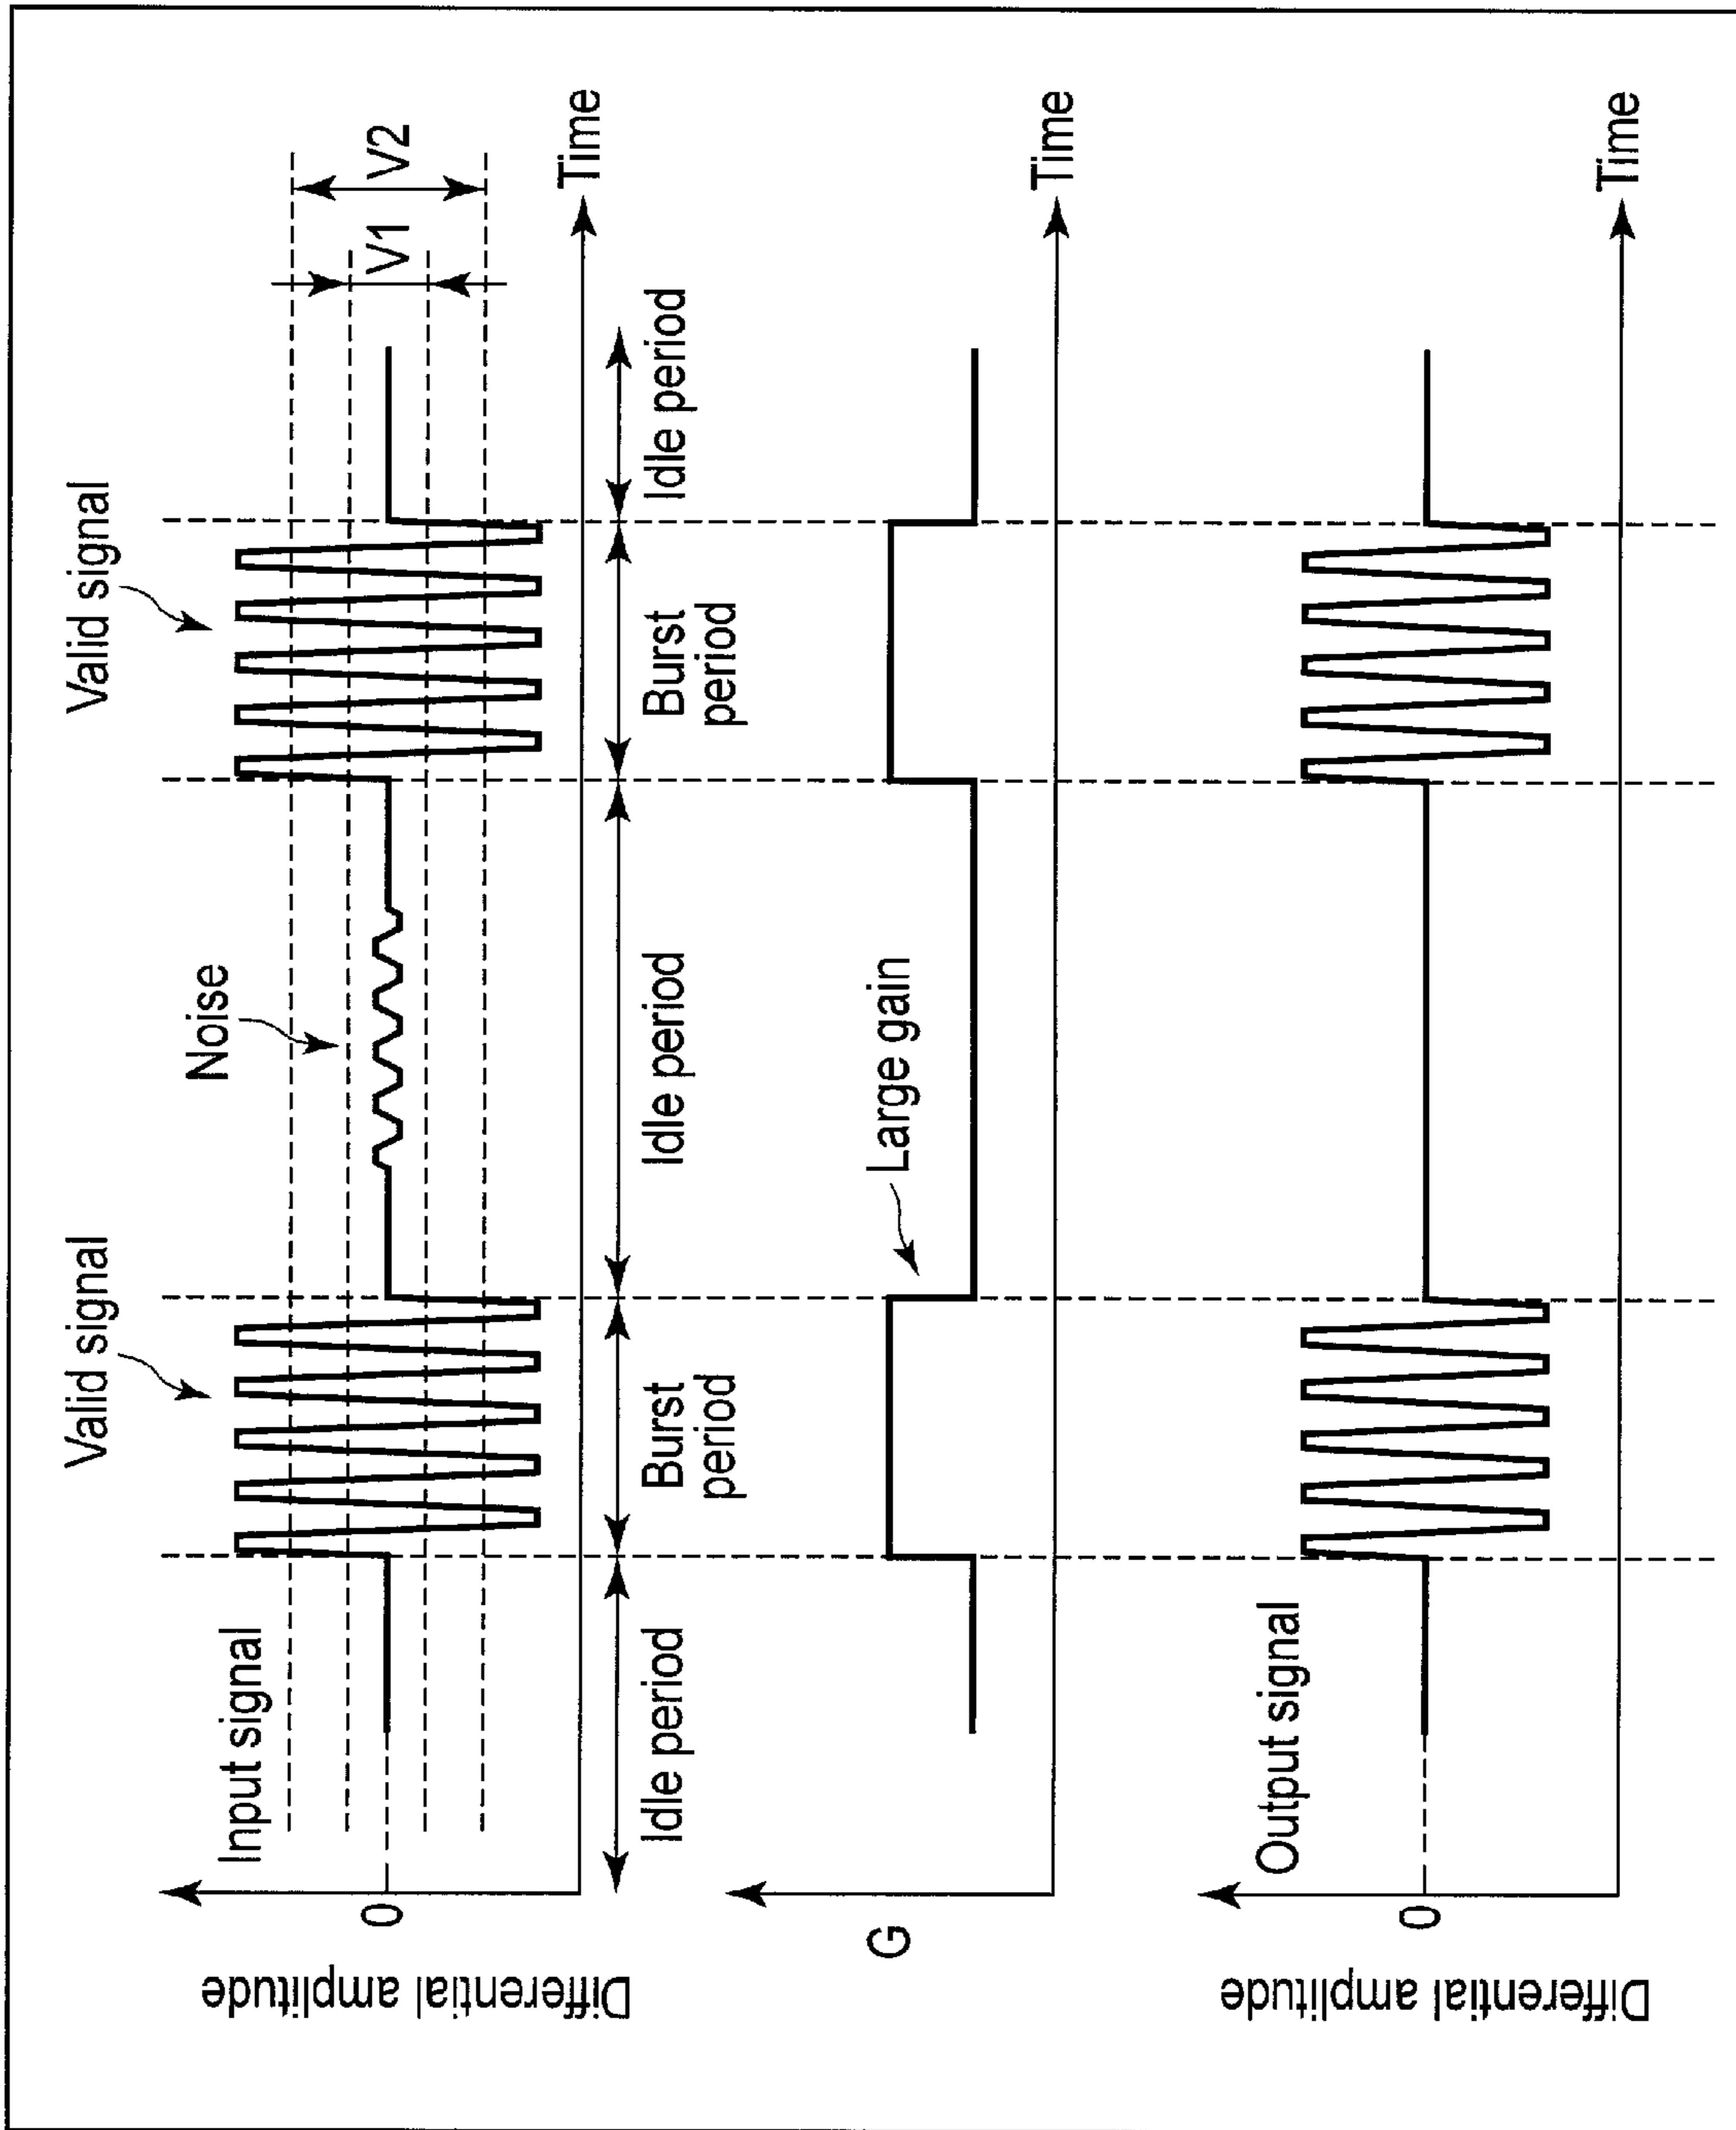 Differential amplitude
0
Input signal
Valid signal
Noise
Valid signal
V1
V2
Time
Idle period
Burst
period
Idle period
Burst
period
Idle period
G
Large gain
Time
Differential amplitude
0
Output signal
Time